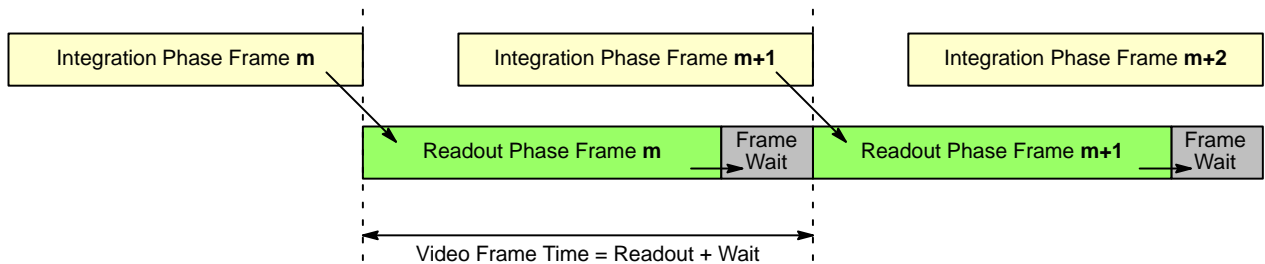 Integration Phase Frame m
Integration Phase Frame m+1
Integration Phase Frame m+2
Readout Phase Frame m
Frame
Wait
Readout Phase Frame m+1
Frame
Wait
Video Frame Time = Readout + Wait